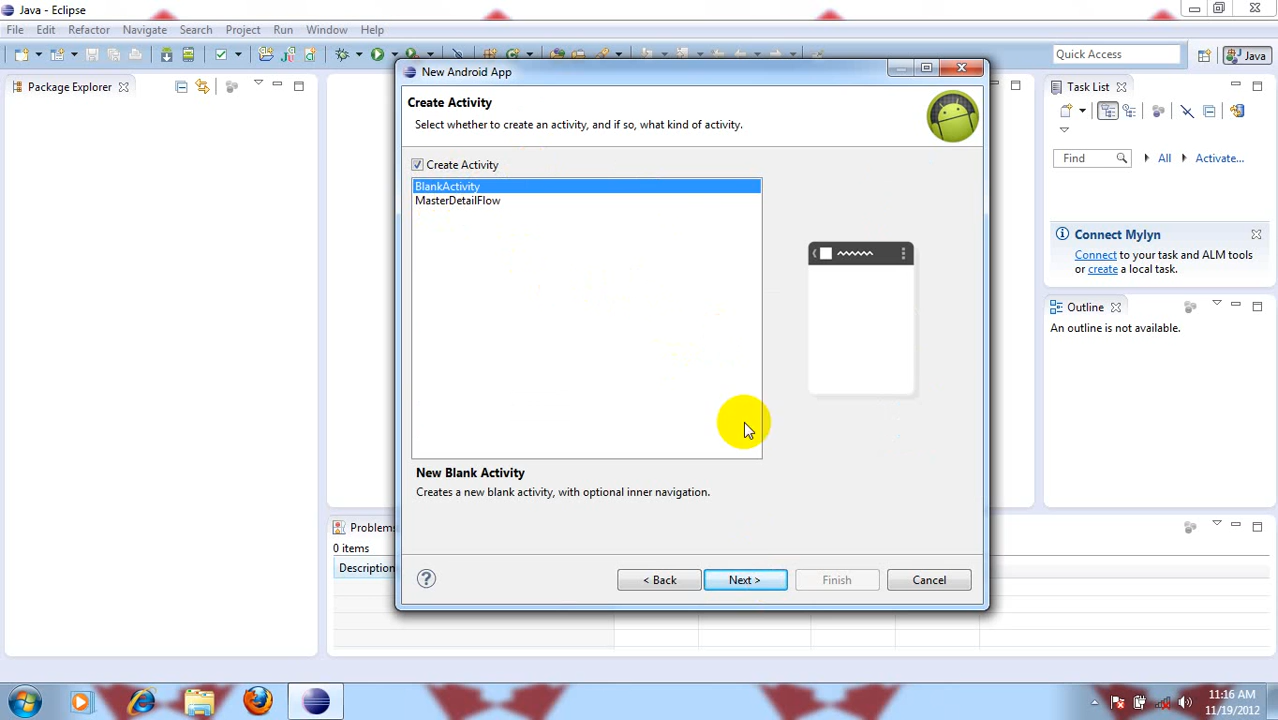 Java - Eclipse
File Edit Refactor Navigate Search Project Run Window Help
Quick Access
Java
Package Explorer
New Android App
Create Activity
Select whether to create an activity, and if so, what kind of activity.
Create Activity
BlankActivity
MasterDetailFlow
New Blank Activity
Creates a new blank activity, with optional inner navigation.
? < Back Next > Finish Cancel
Task List
Find All Activate...
Connect Mylyn
Connect to your task and ALM tools
or create a local task.
Outline
An outline is not available.
Problems
0 items
Description
11:16 AM
11/19/2012